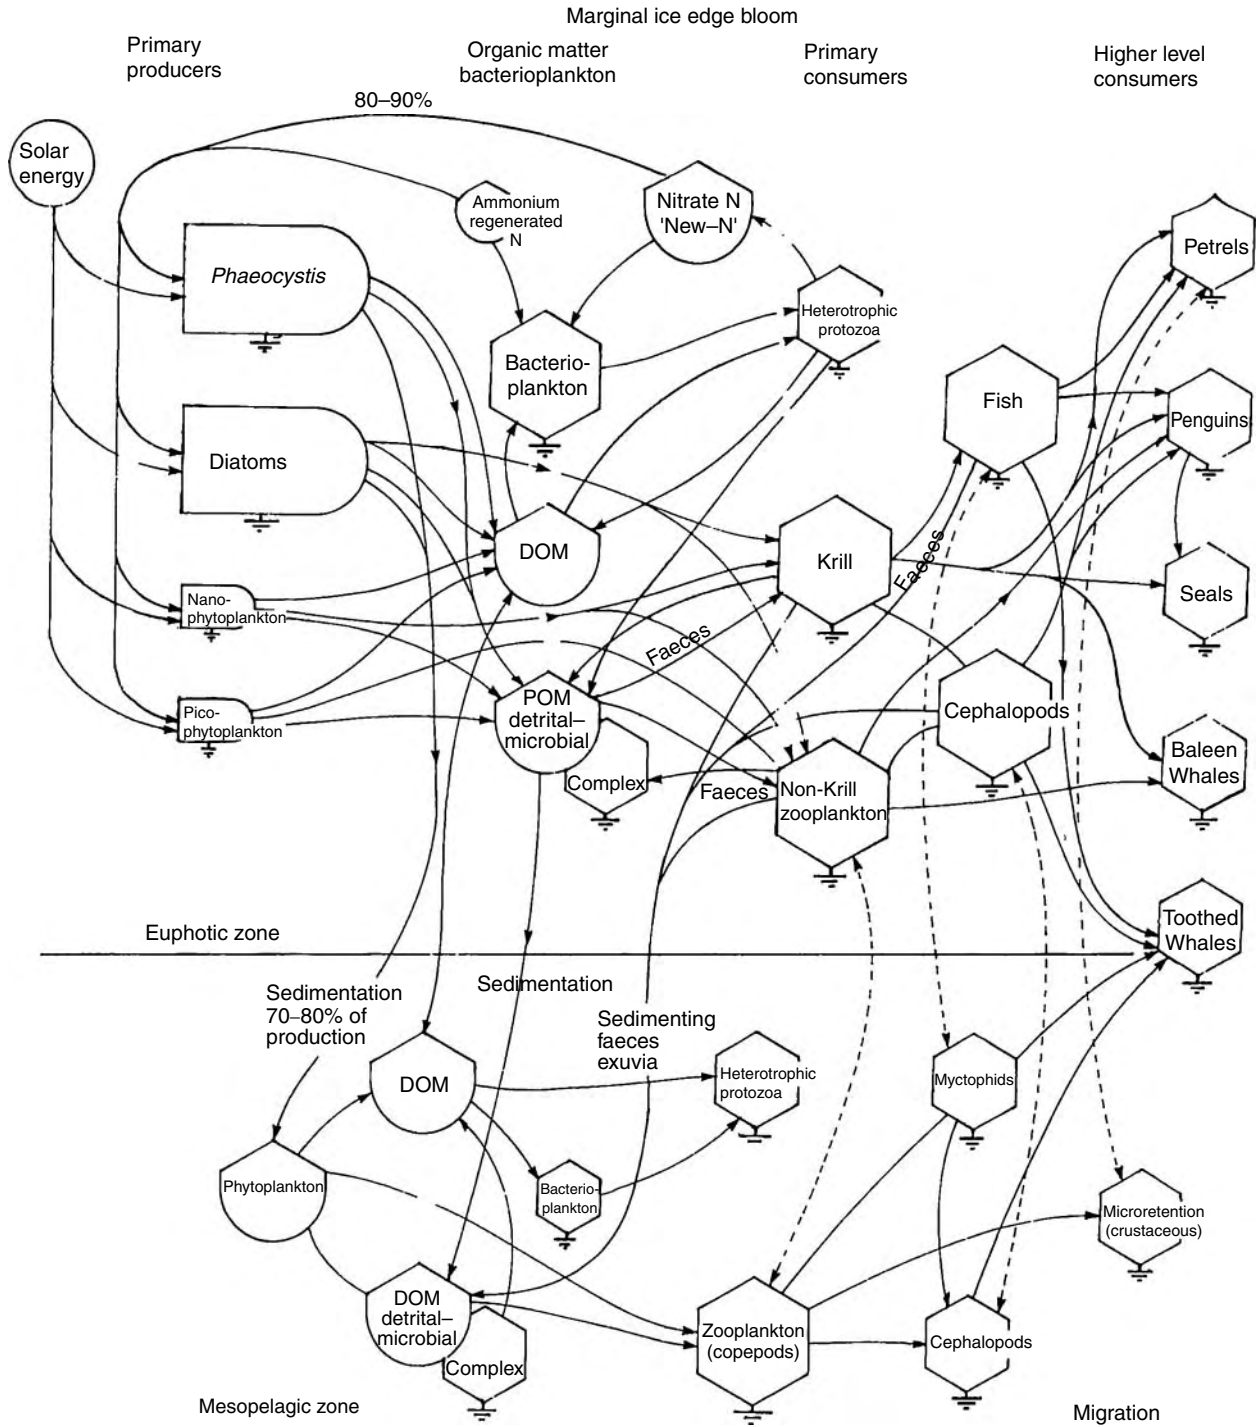 Marginal ice edge bloom
Primary
producers
Organic matter
bacterioplankton
Primary
consumers
Higher level
consumers
80–90%
Solar
energy
Ammonium
regenerated
N
Nitrate N
'New–N'
Petrels
Phaeocystis
Heterotrophic
protozoa
Bacterio-
plankton
Fish
Penguins
Diatoms
DOM
Krill
Faeces
Seals
Nano-
phytoplankton
Faeces
POM
detrital–
microbial
Complex
Pico-
phytoplankton
Cephalopods
Baleen
Whales
Faeces
Non-Krill
zooplankton
Toothed
Whales
Euphotic zone
Sedimentation
70–80% of
production
Sedimentation
Sedimenting
faeces
exuvia
DOM
Heterotrophic
protozoa
Myctophids
Phytoplankton
Bacterio-
plankton
Microretention
(crustaceous)
DOM
detrital–
microbial
Complex
Zooplankton
(copepods)
Cephalopods
Mesopelagic zone
Migration